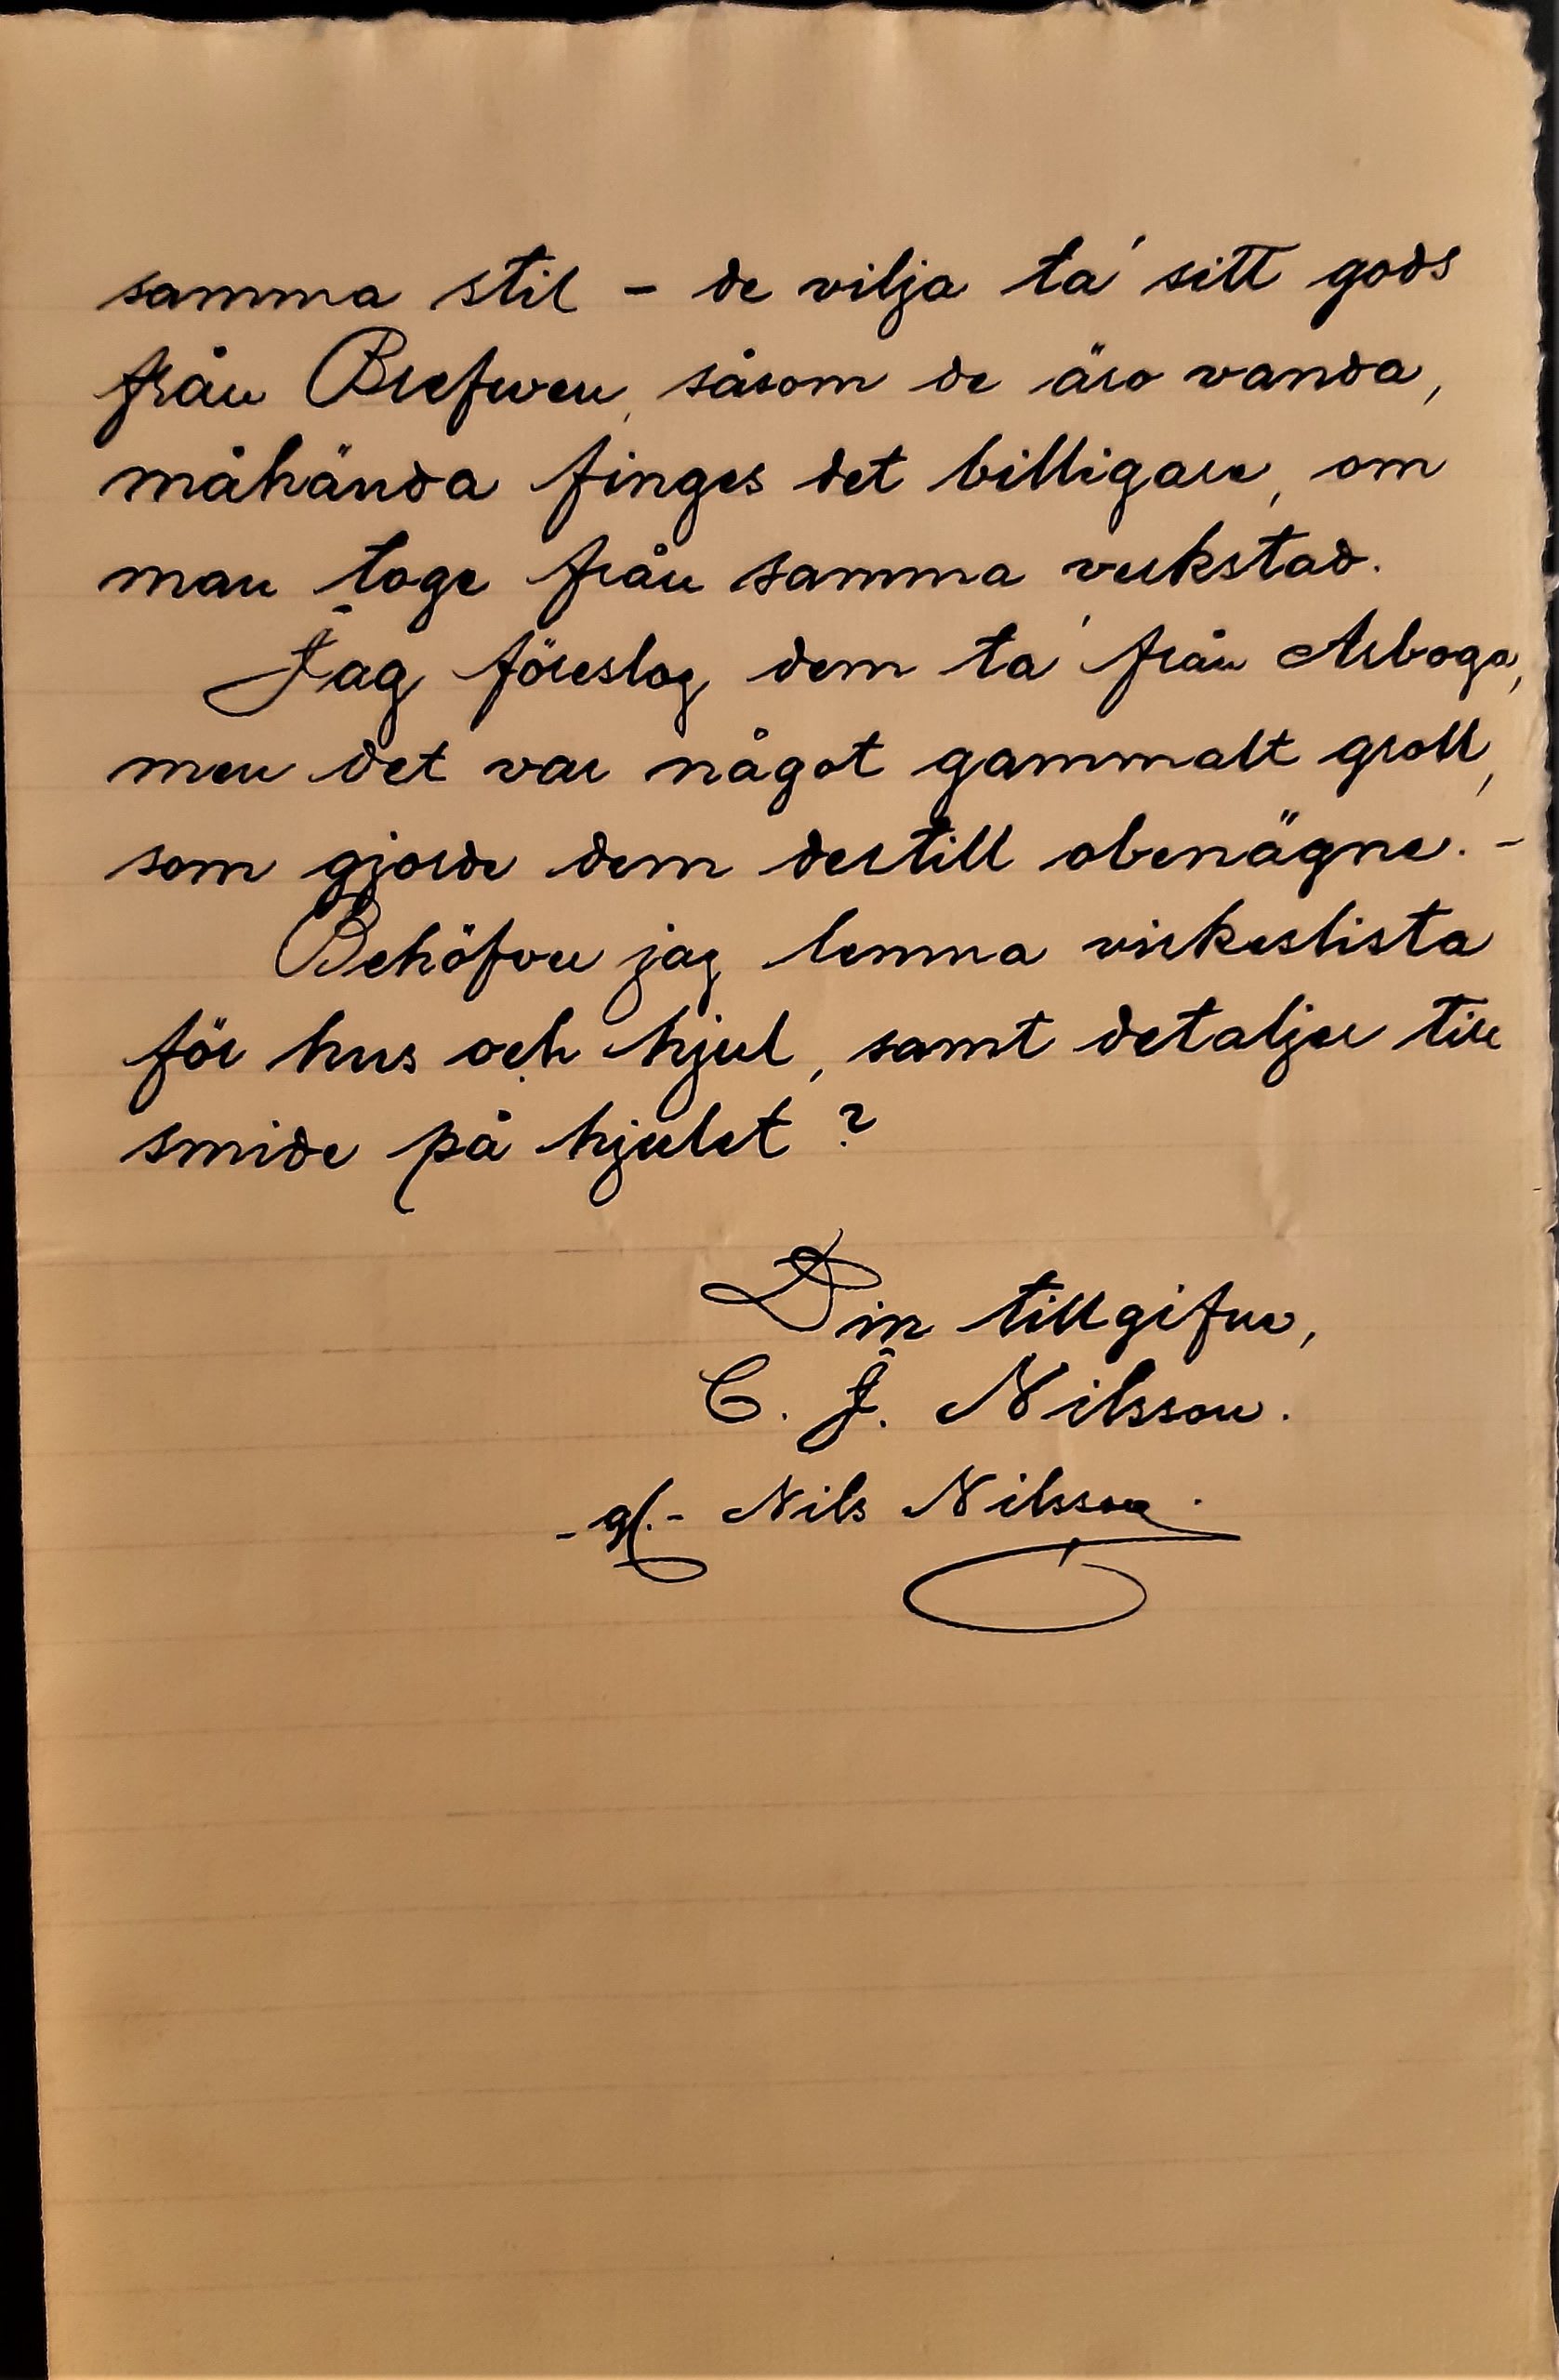 samma stil – de vilja ta' sitt gods
från Brefwen, såsom de äro vanda,
måhända finges det billigare, om
man toge från samma verkstad.
Jag föreslog dem ta' från Arboga,
men det var något gammalt groll,
som gjorde dem dertill obenägne. –
Behöfver jag lemna virkeslista
för hus och hjul, samt detaljer till
smide på hjulet?
Din tillgifne,
C. J. Nilsson.
Nils Nilsson.